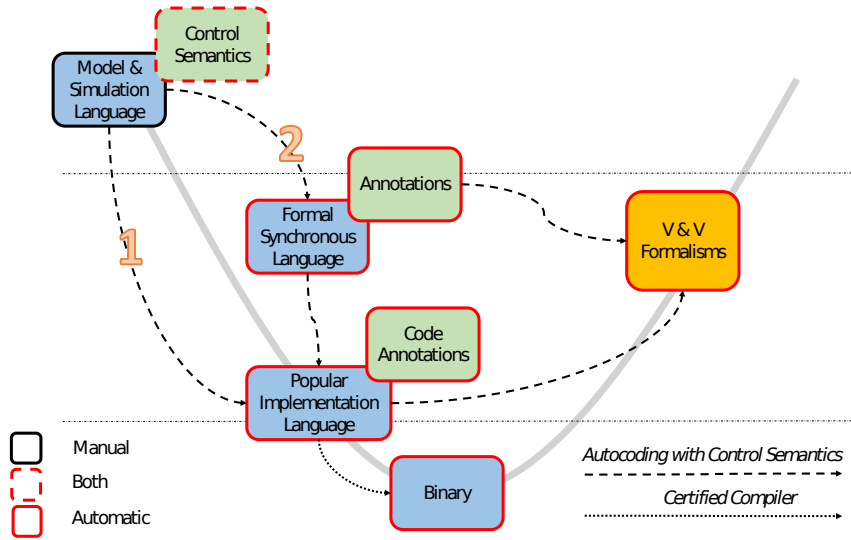 Control
Semantics
Model &
Simulation
Language
2
Annotations
Formal
Synchronous
Language
V & V
Formalisms
1
Code
Annotations
Popular
Implementation
Language
Manual
Both
Automatic
Binary
Autocoding with Control Semantics
Certified Compiler